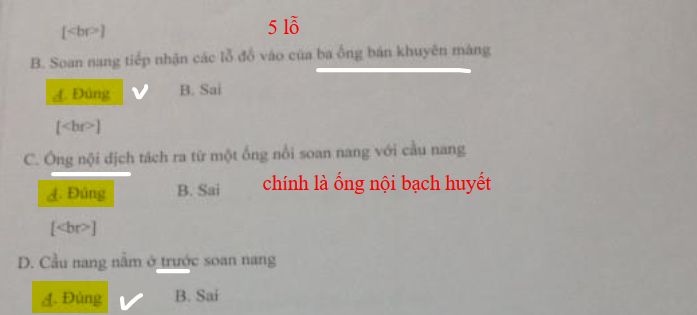 [<br>]
5 lỗ
B. Soan nang tiếp nhận các lỗ đổ vào của ba ống bán khuyên màng
A. Đúng B. Sai
[<br>]
C. Ống nội dịch tách ra từ một ống nối soan nang với cầu nang
A. Đúng B. Sai chính là ống nội bạch huyết
[<br>]
D. Cầu nang nằm ở trước soan nang
A. Đúng B. Sai